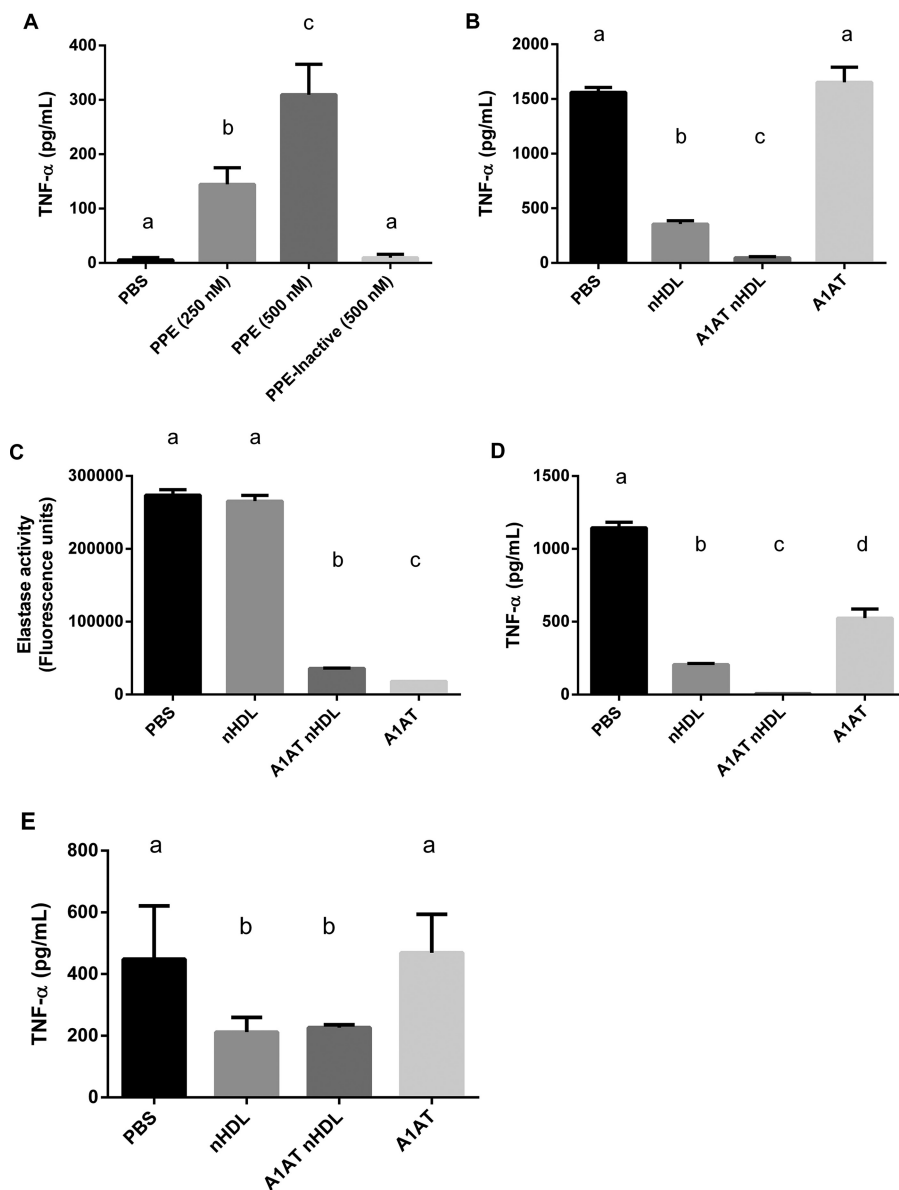 A
c
b
a
a
TNF-α (pg/mL)
400
300
200
100
0
PBS
PPE (250 nM)
PPE (500 nM)
PPE-Inactive (500 nM)
B
a
a
b
c
TNF-α (pg/mL)
2000
1500
1000
500
0
PBS
nHDL
A1AT nHDL
A1AT
C
a
a
b
c
Elastase activity
(Fluorescence units)
300000
200000
100000
0
PBS
nHDL
A1AT nHDL
A1AT
D
a
b
c
d
TNF-α (pg/mL)
1500
1000
500
0
PBS
nHDL
A1AT nHDL
A1AT
E
a
a
b
b
TNF-α (pg/mL)
800
600
400
200
0
PBS
nHDL
A1AT nHDL
A1AT